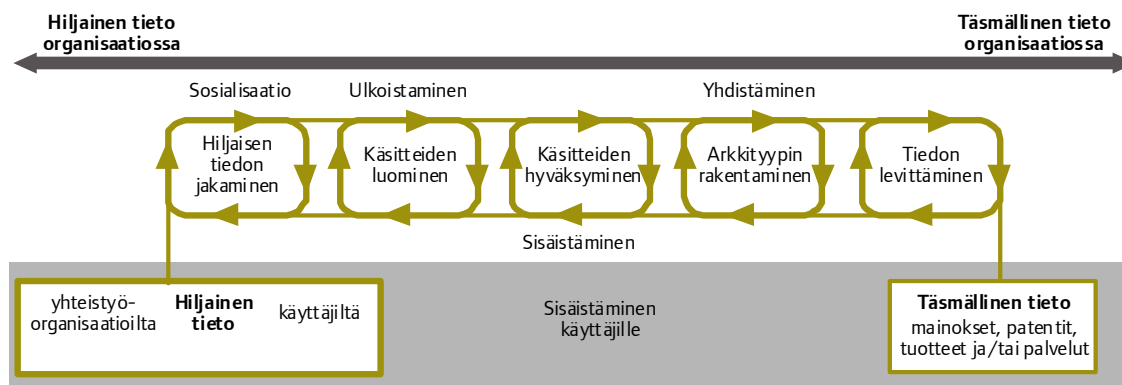 Hiljainen tieto
organisaatiossa
Täsmällinen tieto
organisaatiossa
Sosialisaatio
Ulkoistaminen
Yhdistäminen
Hiljaisen
tiedon
jakaminen
Käsitteiden
luominen
Käsitteiden
hyväksyminen
Arkkityypin
rakentaminen
Tiedon
levittäminen
Sisäistäminen
yhteistyö-
organisaatioilta
Hiljainen
tieto
käyttäjiltä
Sisäistäminen
käyttäjille
Täsmällinen tieto
mainokset, patentit,
tuotteet ja/tai palvelut